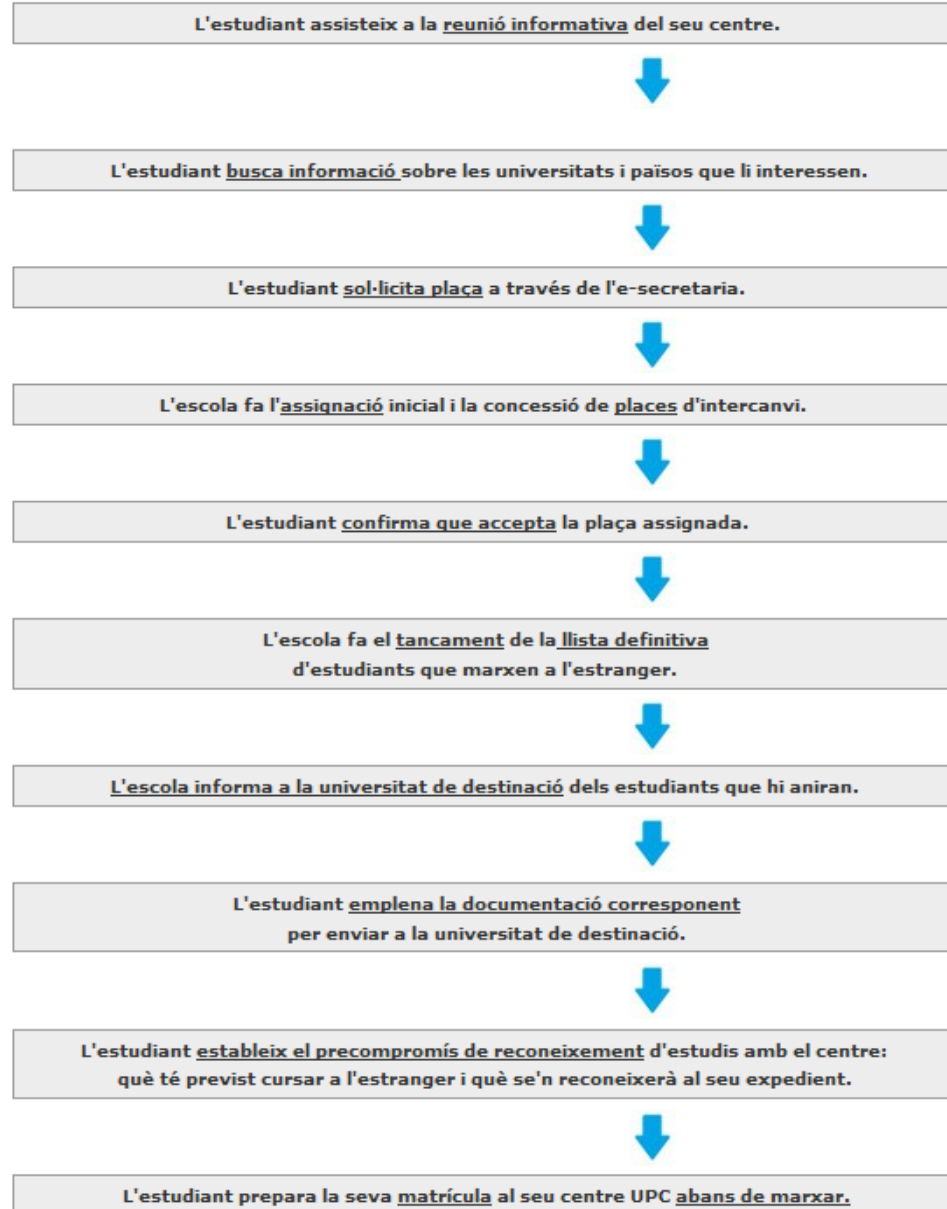 L'estudiant assisteix a la reunió informativa del seu centre.
L'estudiant busca informació sobre les universitats i països que li interessen.
L'estudiant sol·licita plaça a través de l'e-secretaria.
L'escola fa l'assignació inicial i la concessió de places d'intercanvi.
L'estudiant confirma que accepta la plaça assignada.
L'escola fa el tancament de la llista definitiva
d'estudiants que marxen a l'estranger.
L'escola informa a la universitat de destinació dels estudiants que hi aniran.
L'estudiant emplena la documentació corresponent
per enviar a la universitat de destinació.
L'estudiant estableix el precompromís de reconeixement d'estudis amb el centre:
què té previst cursar a l'estranger i què se'n reconeixerà al seu expedient.
L'estudiant prepara la seva matrícula al seu centre UPC abans de marxar.